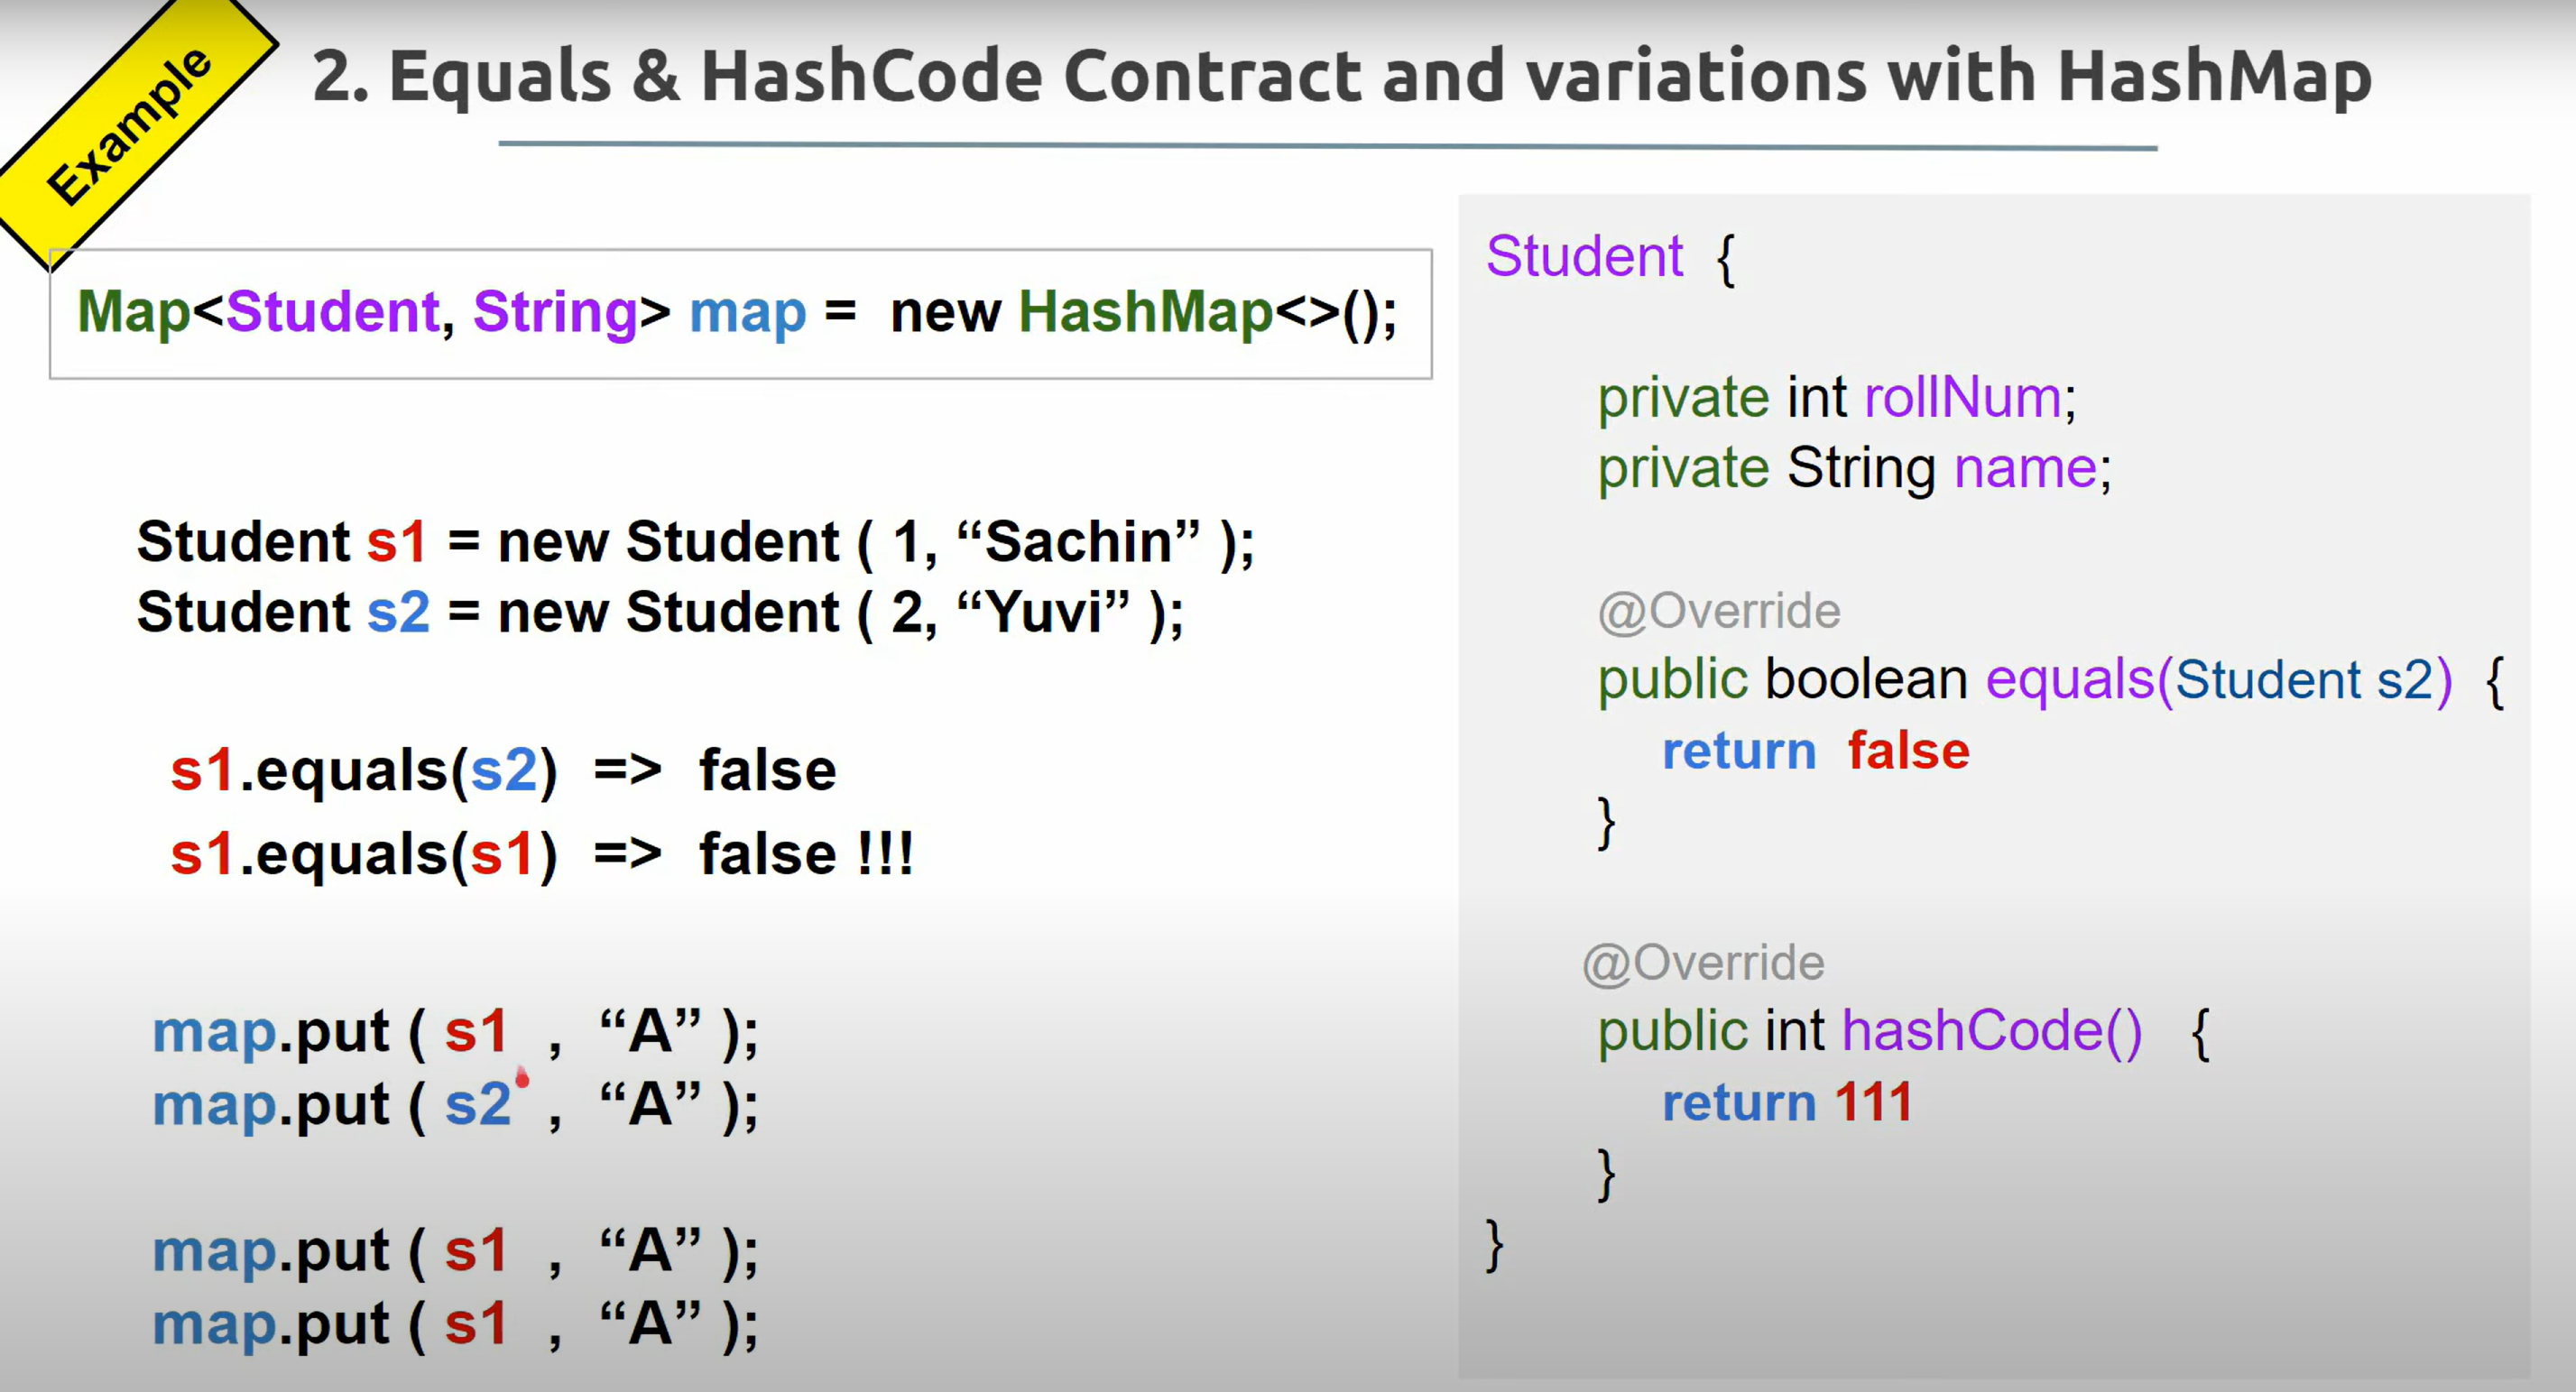 Example
2. Equals & HashCode Contract and variations with HashMap
Map<Student, String> map = new HashMap<>();
Student s1 = new Student ( 1, “Sachin” );
Student s2 = new Student ( 2, “Yuvi” );
s1.equals(s2) => false
s1.equals(s1) => false !!!
map.put ( s1 , “A” );
map.put ( s2 , “A” );
map.put ( s1 , “A” );
map.put ( s1 , “A” );
Student {
private int rollNum;
private String name;
@Override
public boolean equals(Student s2) {
return false
}
@Override
public int hashCode() {
return 111
}
}